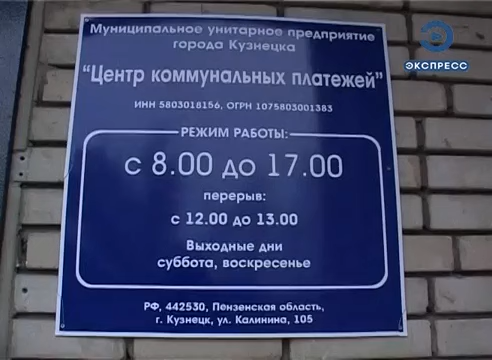 Муниципальное унитарное предприятие
города Кузнецка
ЭКСПРЕСС
"Центр коммунальных платежей"
ИНН 5803018156, ОГРН 1075803001383
РЕЖИМ РАБОТЫ:
с 8.00 до 17.00
перерыв:
с 12.00 до 13.00
Выходные дни
суббота, воскресенье
РФ, 442530, Пензенская область,
г. Кузнецк, ул. Калинина, 105